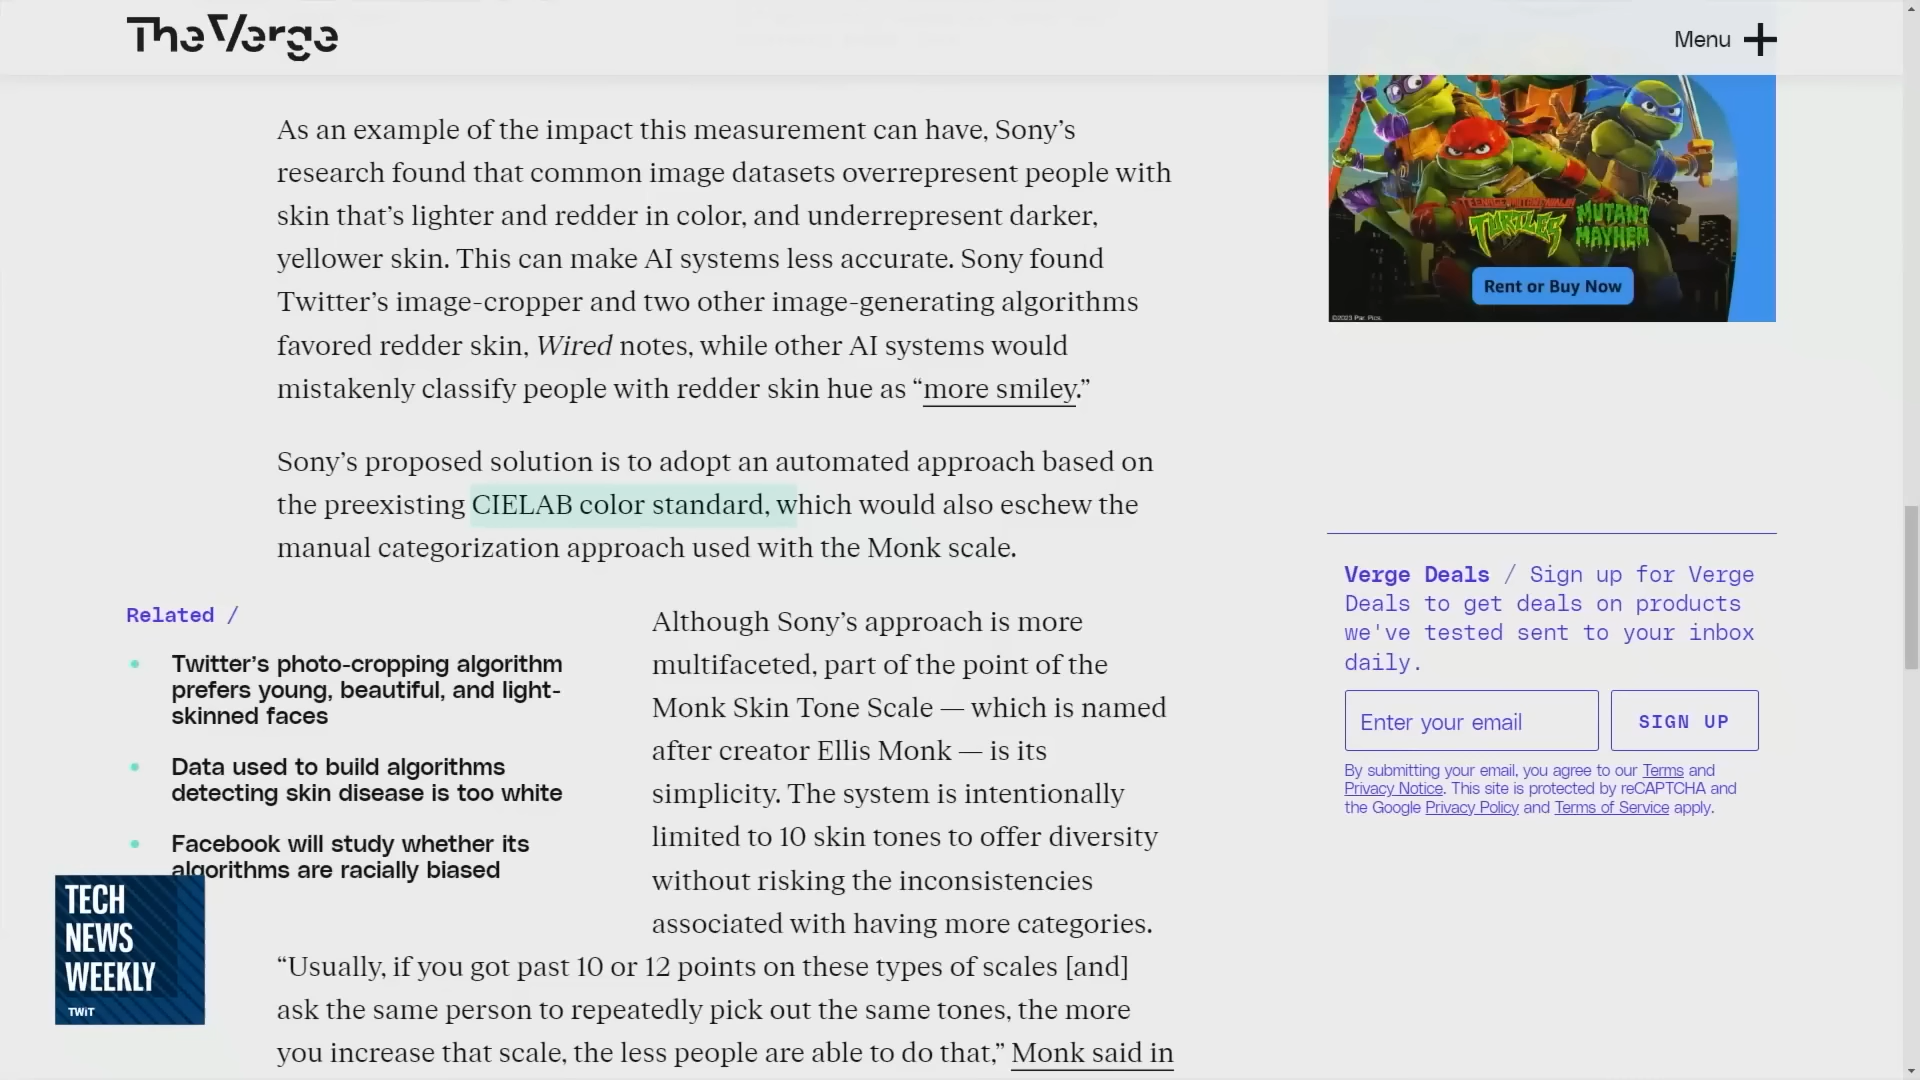 The Verge
Menu
As an example of the impact this measurement can have, Sony’s
research found that common image datasets overrepresent people with
skin that’s lighter and redder in color, and underrepresent darker,
yellower skin. This can make AI systems less accurate. Sony found
Twitter’s image-cropper and two other image-generating algorithms
favored redder skin, Wired notes, while other AI systems would
mistakenly classify people with redder skin hue as “more smiley.”
Sony’s proposed solution is to adopt an automated approach based on
the preexisting CIELAB color standard, which would also eschew the
manual categorization approach used with the Monk scale.
Related /
Twitter’s photo-cropping algorithm
prefers young, beautiful, and light-
skinned faces
Data used to build algorithms
detecting skin disease is too white
Facebook will study whether its
algorithms are racially biased
Although Sony’s approach is more
multifaceted, part of the point of the
Monk Skin Tone Scale — which is named
after creator Ellis Monk — is its
simplicity. The system is intentionally
limited to 10 skin tones to offer diversity
without risking the inconsistencies
associated with having more categories.
“Usually, if you got past 10 or 12 points on these types of scales [and]
ask the same person to repeatedly pick out the same tones, the more
you increase that scale, the less people are able to do that,” Monk said in
TEENAGE MUTANT NINJA
TURTLES
MUTANT
MAYHEM
Rent or Buy Now
©2023 Par. Pics.
Verge Deals / Sign up for Verge
Deals to get deals on products
we've tested sent to your inbox
daily.
Enter your email
SIGN UP
By submitting your email, you agree to our Terms and
Privacy Notice. This site is protected by reCAPTCHA and
the Google Privacy Policy and Terms of Service apply.
TECH
NEWS
WEEKLY
TWiT